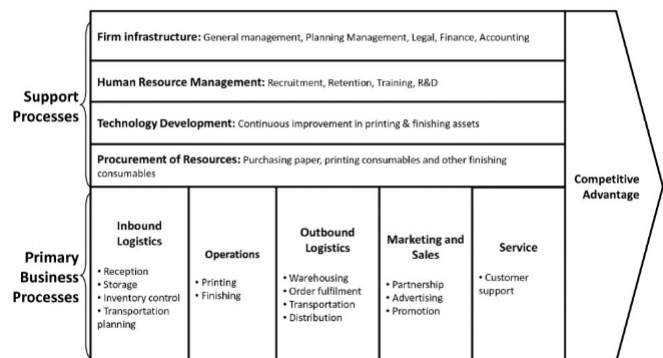 Firm infrastructure: General management, Planning Management, Legal, Finance, Accounting
Human Resource Management: Recruitment, Retention, Training, R&D
Support
Processes
Technology Development: Continuous improvement in printing & finishing assets
Procurement of Resources: Purchasing paper, printing consumables and other finishing
consumables
Competitive
Advantage
Primary
Business
Processes
Inbound
Logistics
• Reception
• Storage
• Inventory control
• Transportation
planning
Operations
• Printing
• Finishing
Outbound
Logistics
• Warehousing
• Order fulfilment
• Transportation
• Distribution
Marketing and
Sales
• Partnership
• Advertising
• Promotion
Service
• Customer
support